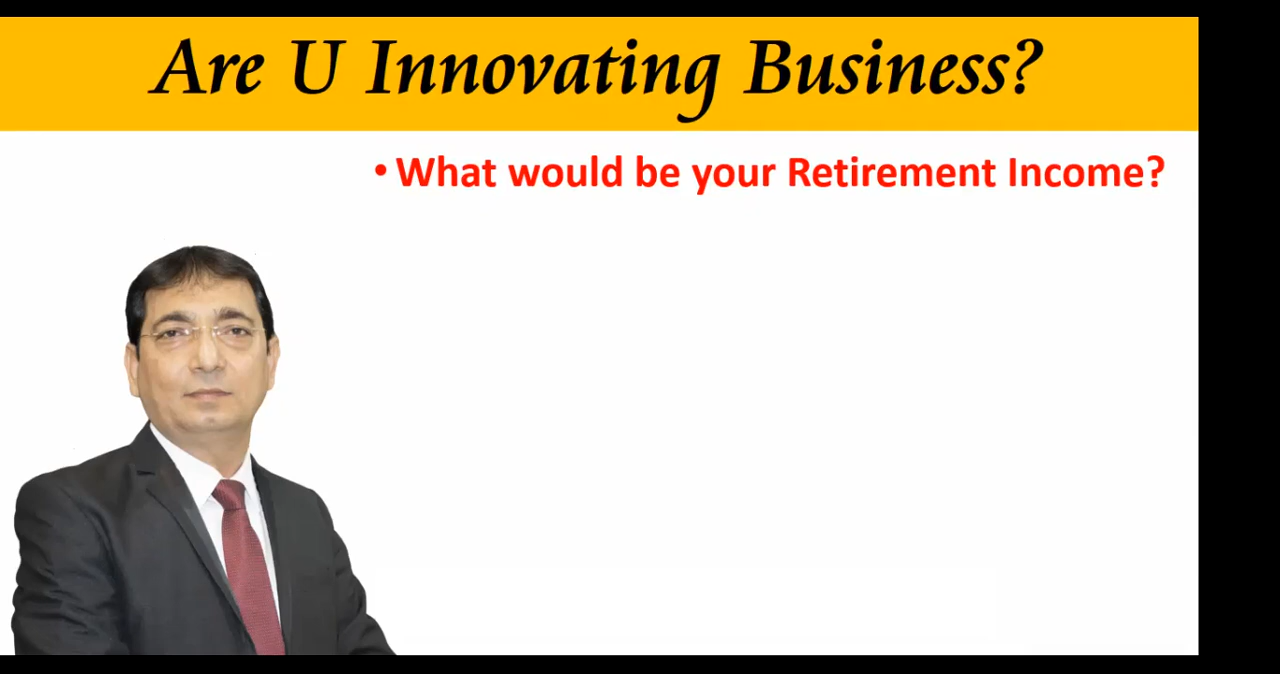 Are U Innovating Business?
• What would be your Retirement Income?